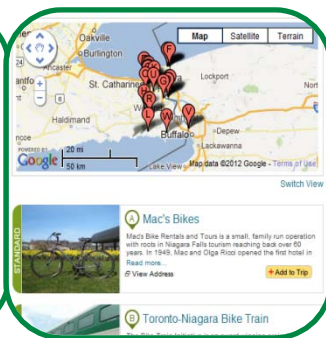 Oakville
Burlington
Map
Satellite
Terrain
Ancaster
St. Cathar
Lockport
Haldimand
Buffalo
Depew
Lackawanna
POWERED BY
Google
20 mi
50 km
Lake View
Map data ©2012 Google - Terms of Use
Switch View
STANDARD
A
Mac's Bikes
Mac's Bike Rentals and Tours is a small, family run operation
with roots in Niagara Falls tourism reaching back over 60
years. In 1949, Mac and Olga Ricci opened the first hotel in
Read more...
View Address
+Add to Trip
B
Toronto-Niagara Bike Train